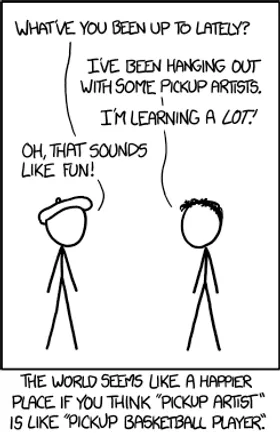 WHAT'VE YOU BEEN UP TO LATELY?
I'VE BEEN HANGING OUT
WITH SOME PICKUP ARTISTS.
I'M LEARNING A LOT!
OH, THAT SOUNDS
LIKE FUN!
THE WORLD SEEMS LIKE A HAPPIER
PLACE IF YOU THINK "PICKUP ARTIST"
IS LIKE "PICKUP BASKETBALL PLAYER."